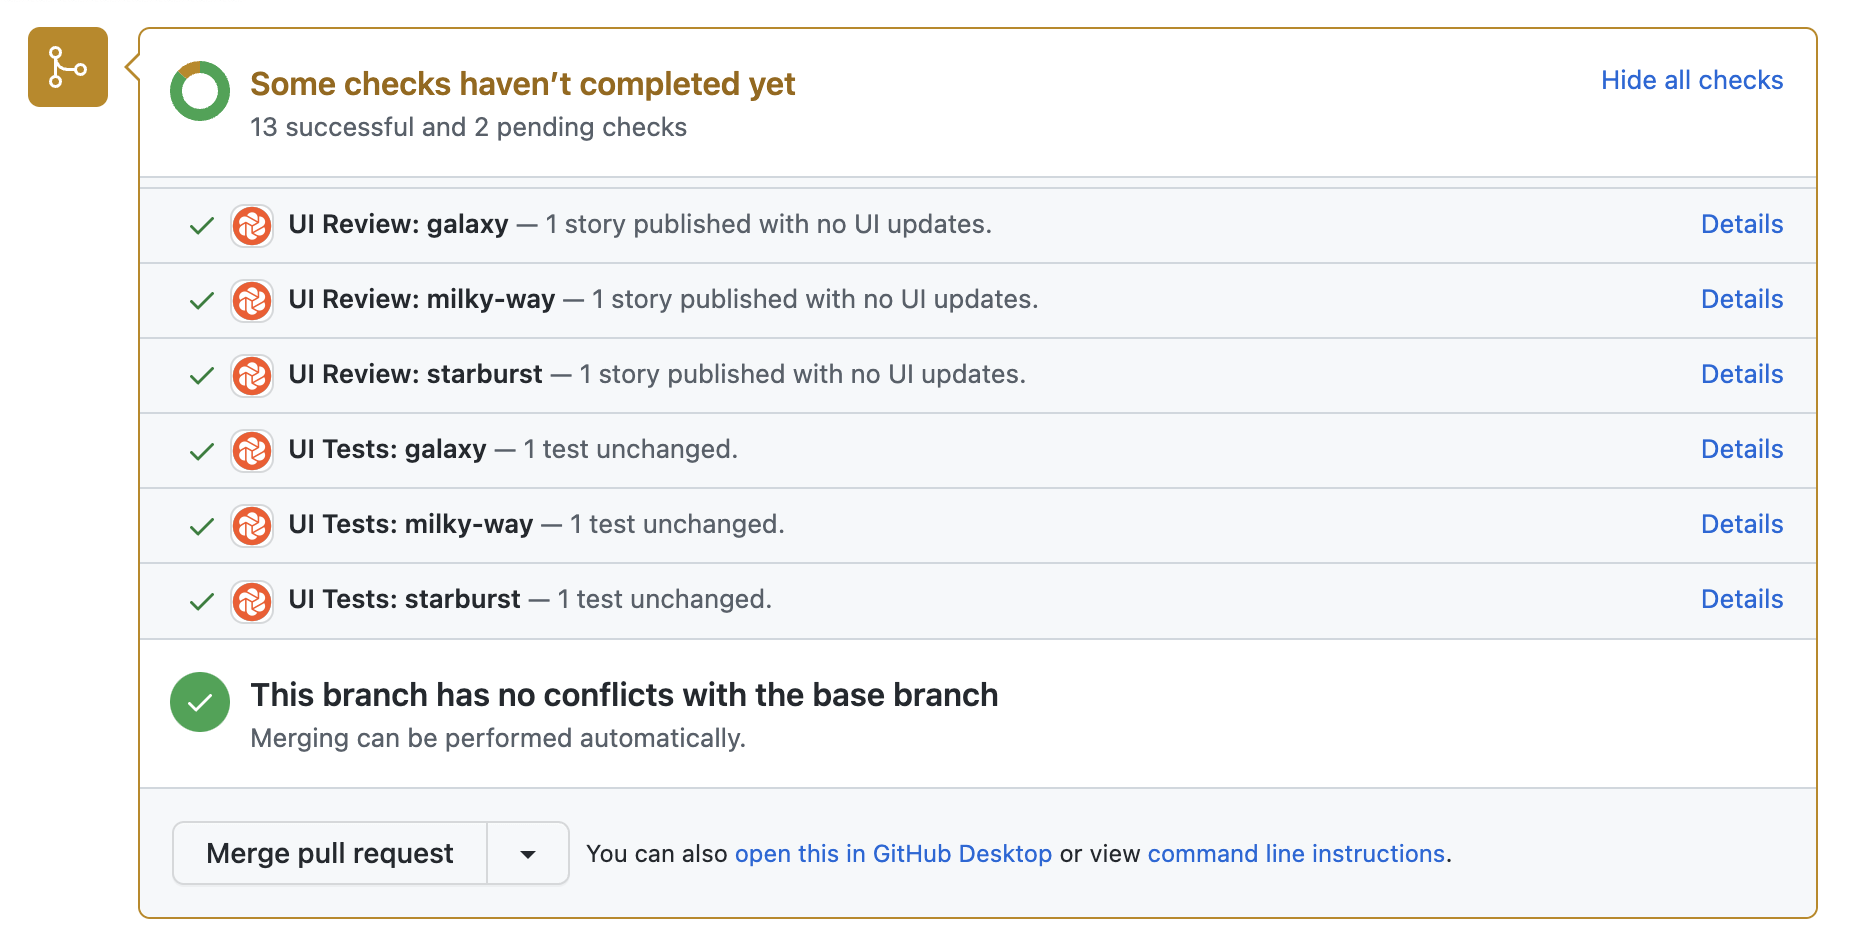 Some checks haven’t completed yet
Hide all checks
13 successful and 2 pending checks
UI Review: galaxy — 1 story published with no UI updates.
Details
UI Review: milky-way — 1 story published with no UI updates.
Details
UI Review: starburst — 1 story published with no UI updates.
Details
UI Tests: galaxy — 1 test unchanged.
Details
UI Tests: milky-way — 1 test unchanged.
Details
UI Tests: starburst — 1 test unchanged.
Details
This branch has no conflicts with the base branch
Merging can be performed automatically.
Merge pull request
You can also open this in GitHub Desktop or view command line instructions.